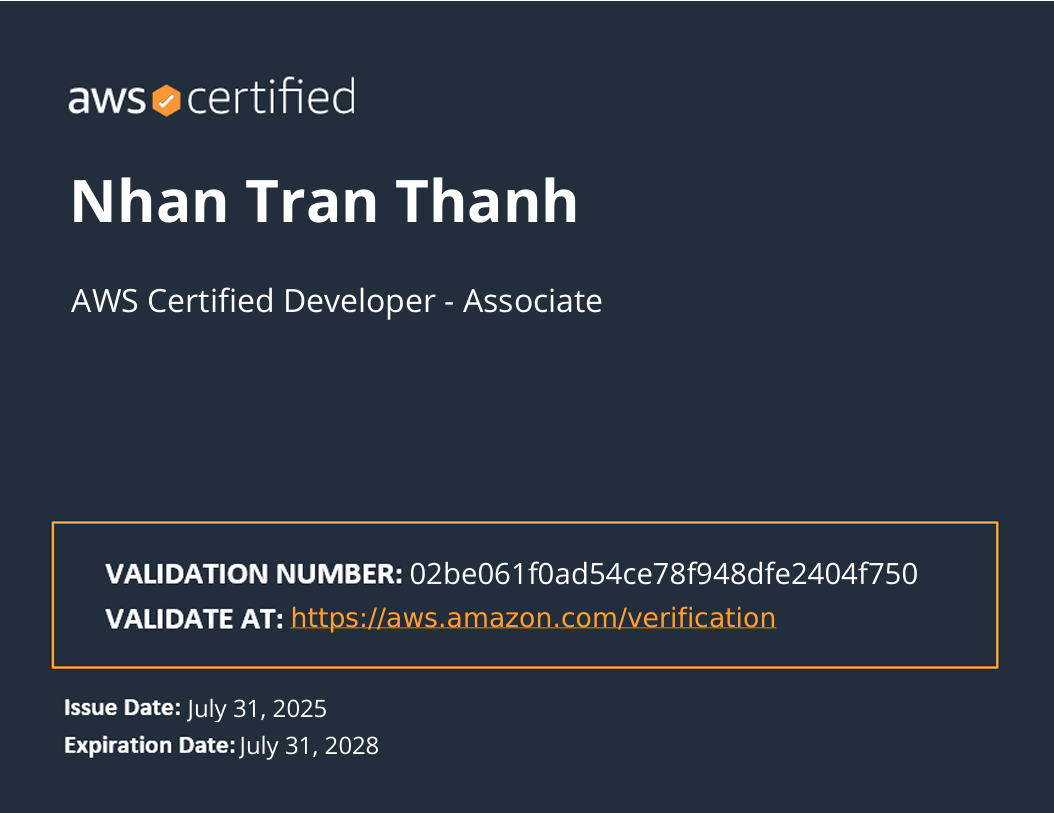 aws certified
Nhan Tran Thanh
AWS Certified Developer - Associate
VALIDATION NUMBER: 02be061f0ad54ce78f948dfe2404f750
VALIDATE AT: https://aws.amazon.com/verification
Issue Date: July 31, 2025
Expiration Date: July 31, 2028